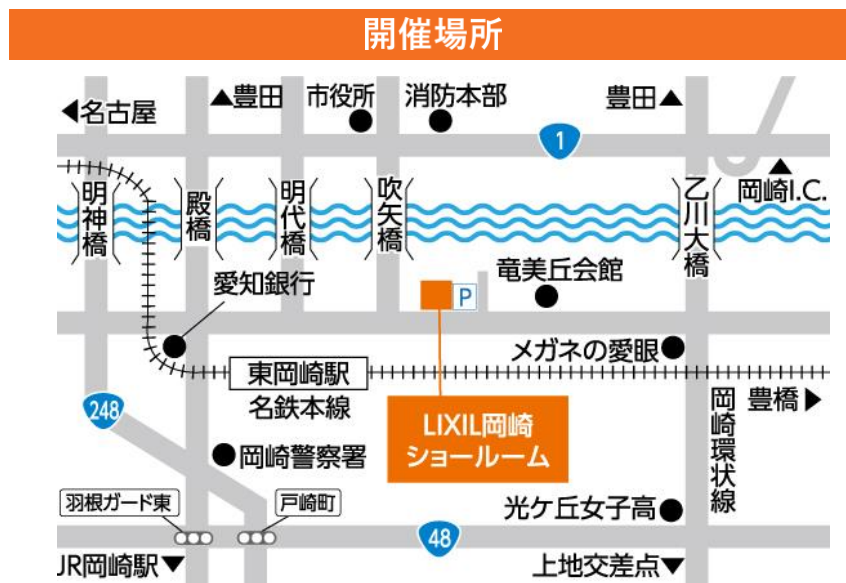 開催場所
◀名古屋
▲豊田
市役所
消防本部
豊田▲
1
岡崎I.C.
明神橋
殿橋
明代橋
吹矢橋
乙川大橋
愛知銀行
P
竜美丘会館
メガネの愛眼
東岡崎駅
名鉄本線
248
LIXIL岡崎
ショールーム
岡崎環状線
豊橋▶
岡崎警察署
羽根ガード東
戸崎町
光ケ丘女子高
48
JR岡崎駅▼
上地交差点▼